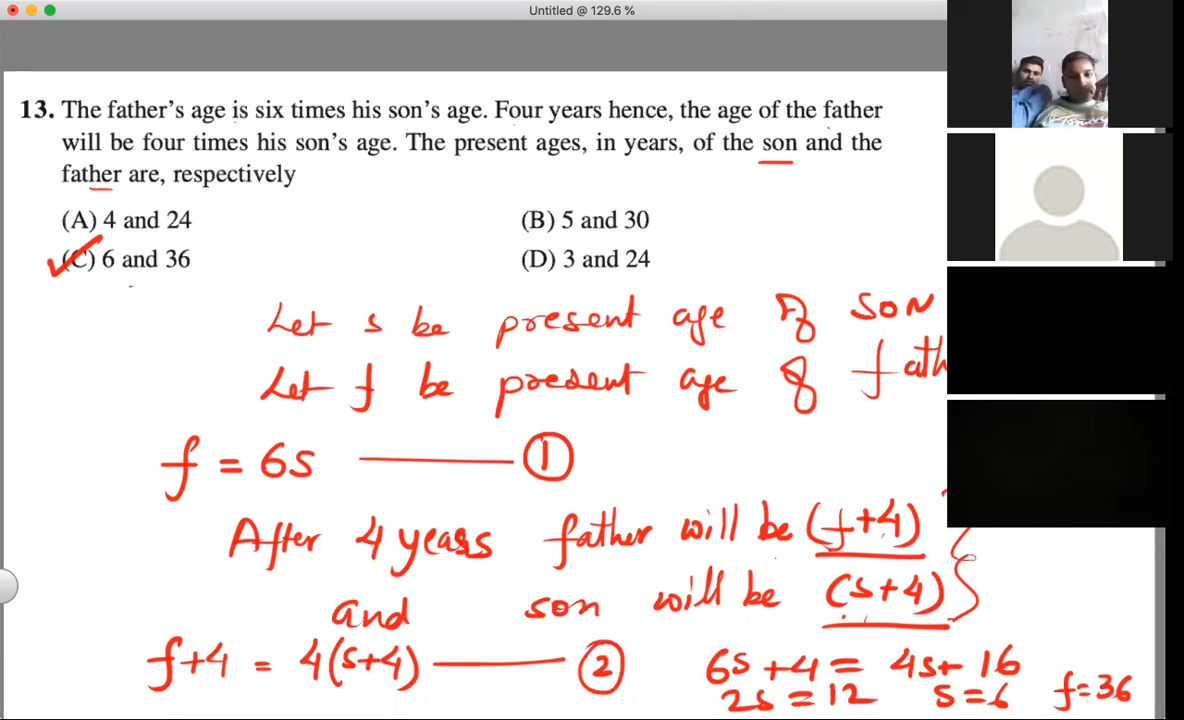 Untitled @ 129.6 %
13. The father's age is six times his son's age. Four years hence, the age of the father
will be four times his son's age. The present ages, in years, of the son and the
father are, respectively
(A) 4 and 24 (B) 5 and 30
(C) 6 and 36 (D) 3 and 24
Let s be present age of SON
Let f be present age of fath
f = 6s ——— 1
After 4 years father will be (f+4)
and son will be (s+4)
f+4 = 4(s+4) ——— 2
6s+4 = 4s+16
2s = 12 s=6 f=36